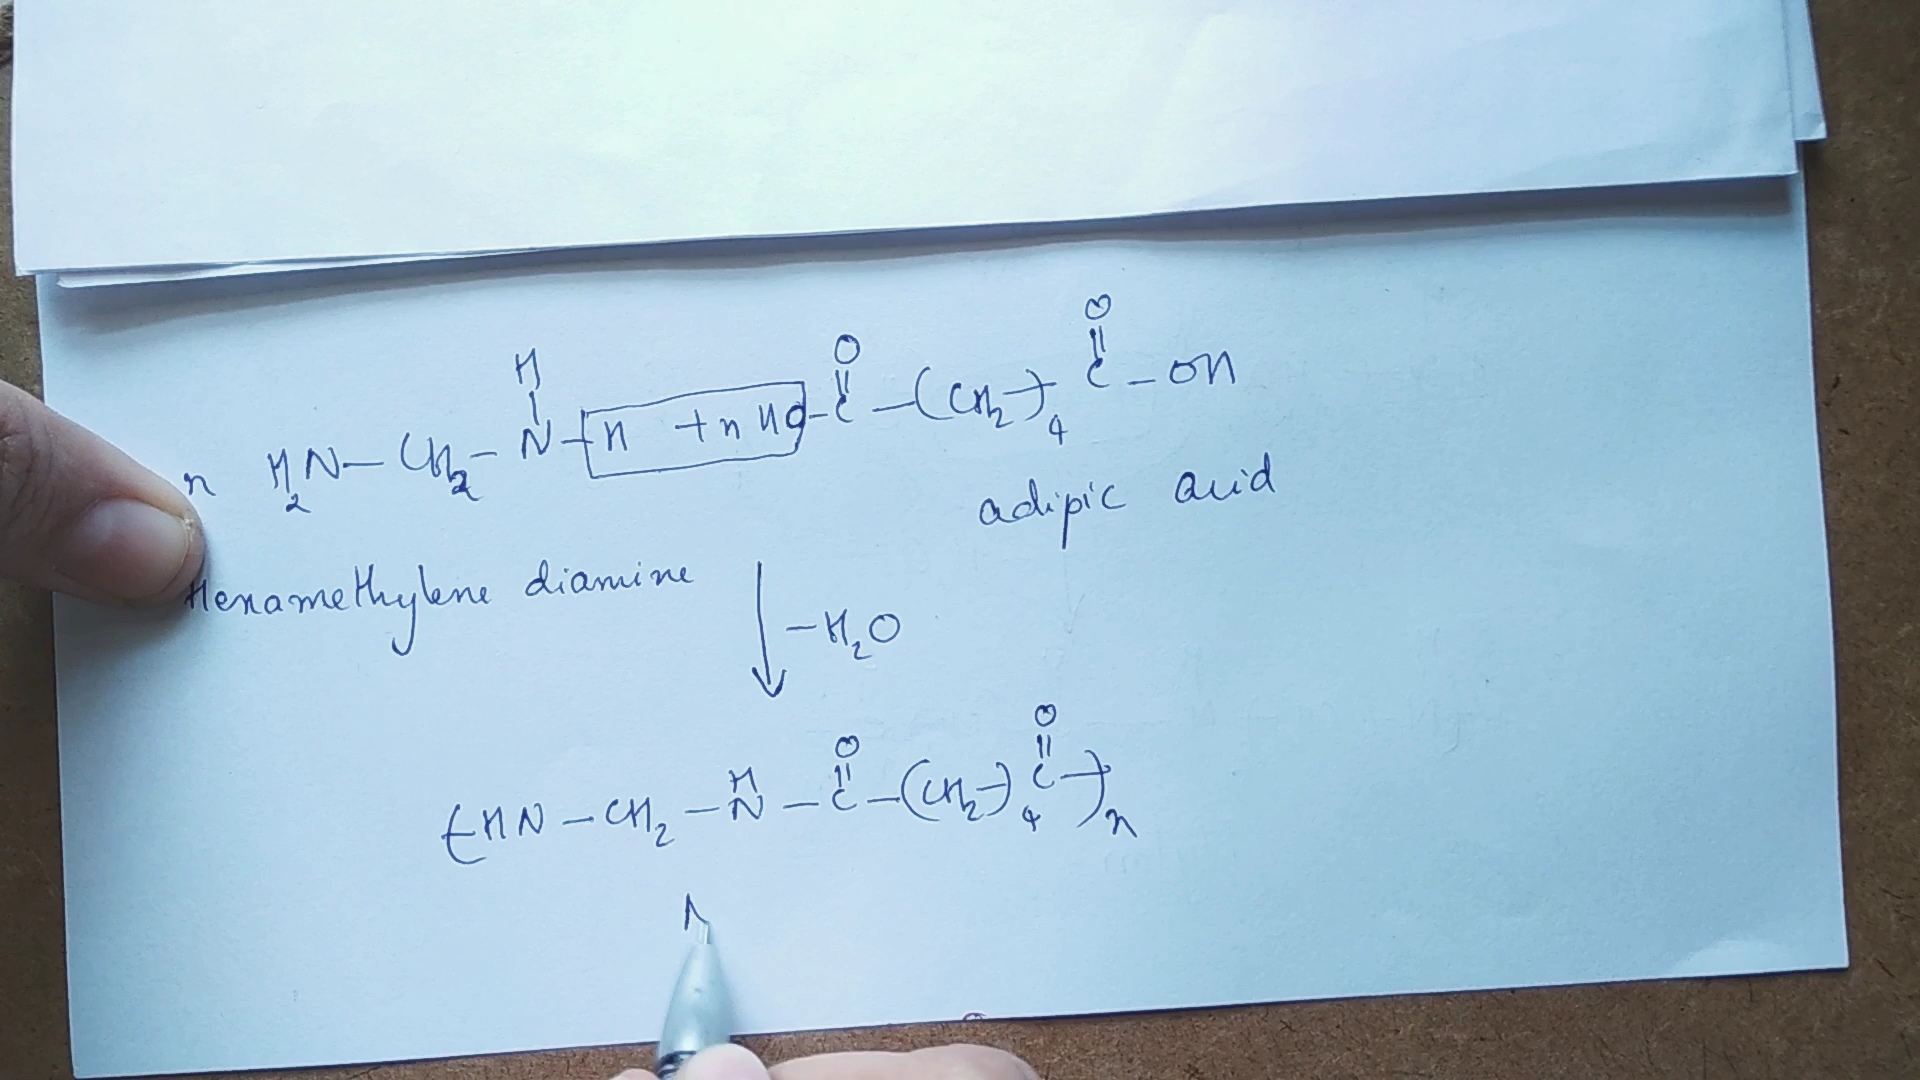 H O O
n H₂N – CH₂ – N – H + n HO – C – (CH₂)₄ C – OH
adipic acid
Hexamethylene diamine
– H₂O
O O
(HN – CH₂ – N – C – (CH₂)₄ C –)n
H
N